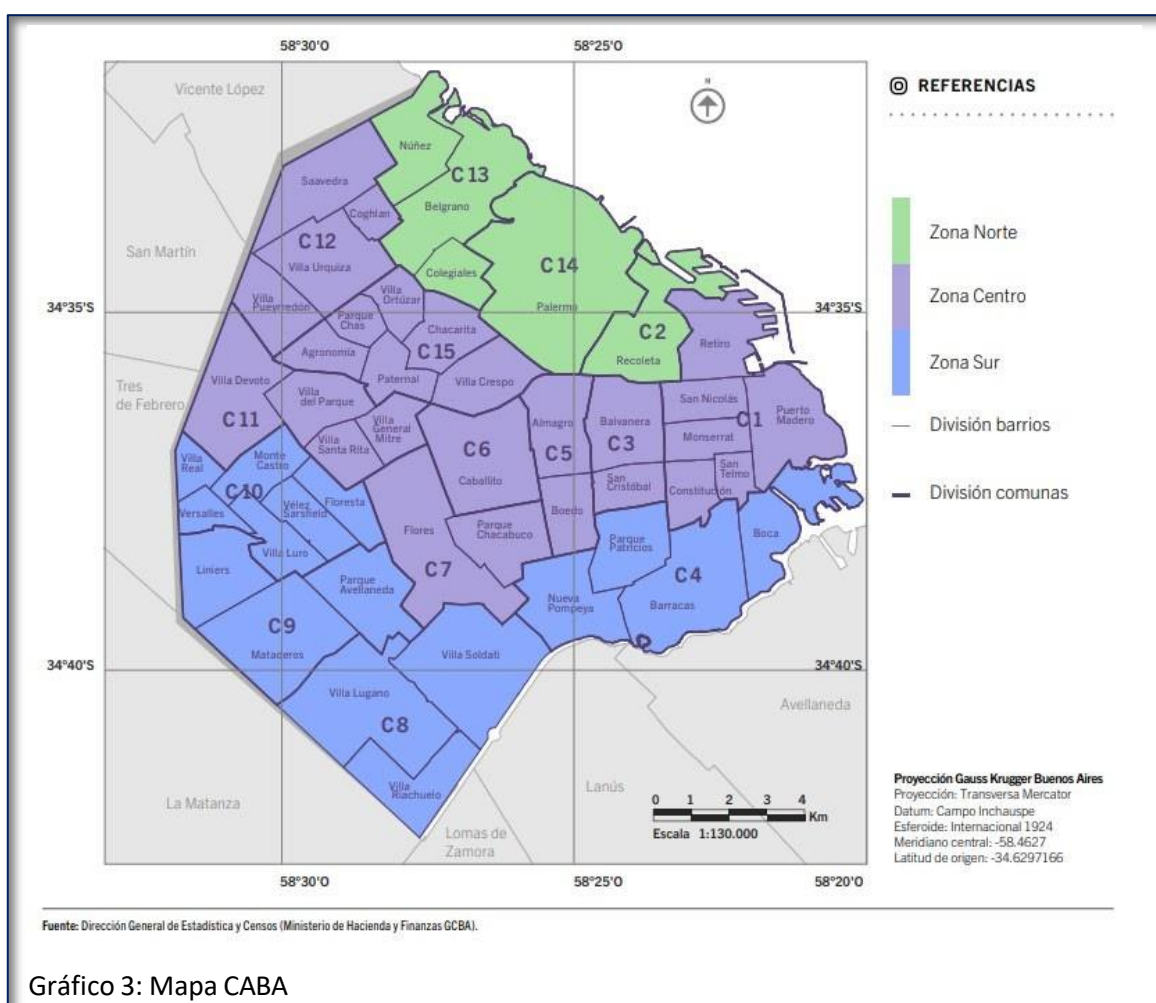 58°30'O
58°25'O
Vicente López
N
REFERENCIAS
Núñez
C 13
Saavedra
Belgrano
Coghlan
Zona Norte
C 12
San Martín
Villa Urquiza
C14
Colegiales
Villa
Ortúzar
Villa
Pueyrredón
Zona Centro
34°35'S
34°35'S
Palermo
Parque
Chas
Chacarita
C2
Retiro
C15
Agronomía
Recoleta
Zona Sur
Villa Devoto
Paternal
Villa Crespo
Tres
de Febrero
Villa
del Parque
San Nicolás
Puerto
Madero
C11
Villa
General
Mitre
Almagro
Balvanera
C1
División barrios
Villa
Santa Rita
C6
C5
C3
Monserrat
Villa
Real
Monte
Castro
San
Telmo
C10
Caballito
San
Cristóbal
Constitución
División comunas
Versalles
Vélez
Sarsfield
Floresta
Boedo
Flores
Parque
Chacabuco
Boca
Parque
Patricios
Villa Luro
Liniers
C7
C4
Parque
Avellaneda
Nueva
Pompeya
Barracas
C9
Mataderos
Villa Soldati
34°40'S
34°40'S
Villa Lugano
Avellaneda
C8
Villa
Riachuelo
La Matanza
Lanús
0 1 2 3 4
Km
Escala 1:130.000
Lomas de
Zamora
Proyección Gauss Krugger Buenos Aires
Proyección: Transversa Mercator
Datum: Campo Inchauspe
Esferoide: Internacional 1924
Meridiano central: -58.4627
Latitud de origen: -34.6297166
58°30'O
58°25'O
58°20'O
Fuente: Dirección General de Estadística y Censos (Ministerio de Hacienda y Finanzas GCBA).
Gráfico 3: Mapa CABA